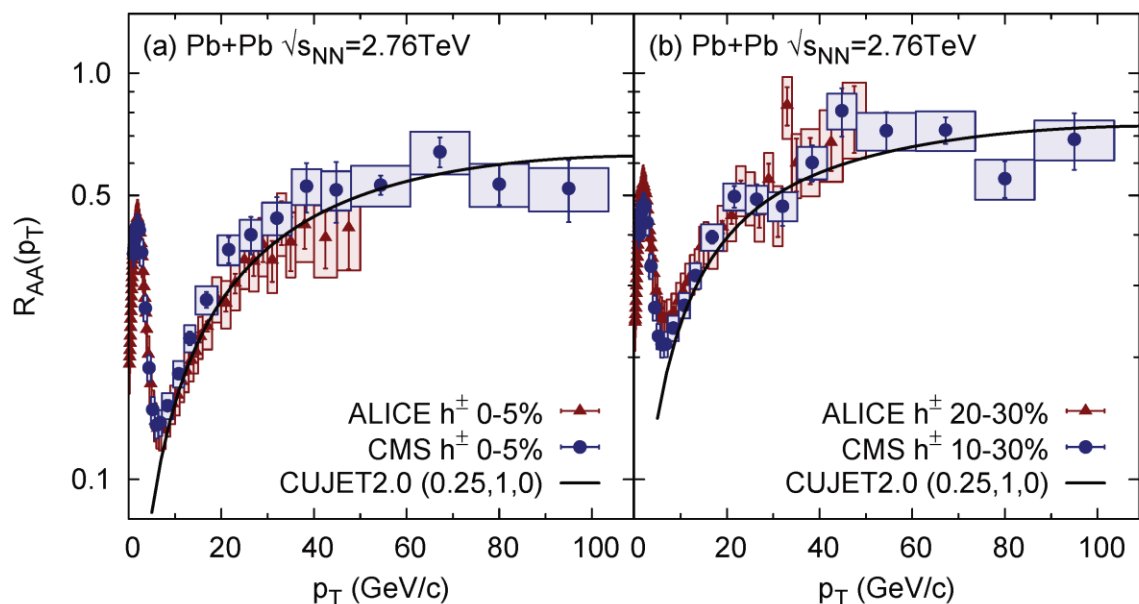 (a) Pb+Pb √sNN=2.76TeV
(b) Pb+Pb √sNN=2.76TeV
1.0
0.5
0.1
RAA(pT)
ALICE h± 0-5%
CMS h± 0-5%
CUJET2.0 (0.25,1,0)
ALICE h± 20-30%
CMS h± 10-30%
CUJET2.0 (0.25,1,0)
0 20 40 60 80 100
0 20 40 60 80 100
pT (GeV/c)
pT (GeV/c)